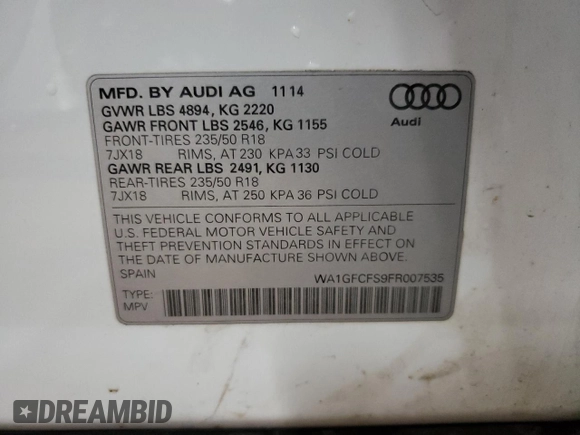 MFD. BY AUDI AG 1114
GVWR LBS 4894, KG 2220
GAWR FRONT LBS 2546, KG 1155
FRONT-TIRES 235/50 R18
7JX18 RIMS, AT 230 KPA 33 PSI COLD
GAWR REAR LBS 2491, KG 1130
REAR-TIRES 235/50 R18
7JX18 RIMS, AT 250 KPA 36 PSI COLD
Audi
THIS VEHICLE CONFORMS TO ALL APPLICABLE
U.S. FEDERAL MOTOR VEHICLE SAFETY AND
THEFT PREVENTION STANDARDS IN EFFECT ON
THE DATE OF MANUFACTURE SHOWN ABOVE.
SPAIN WA1GFCFS9FR007535
TYPE:
MPV
DREAMBID